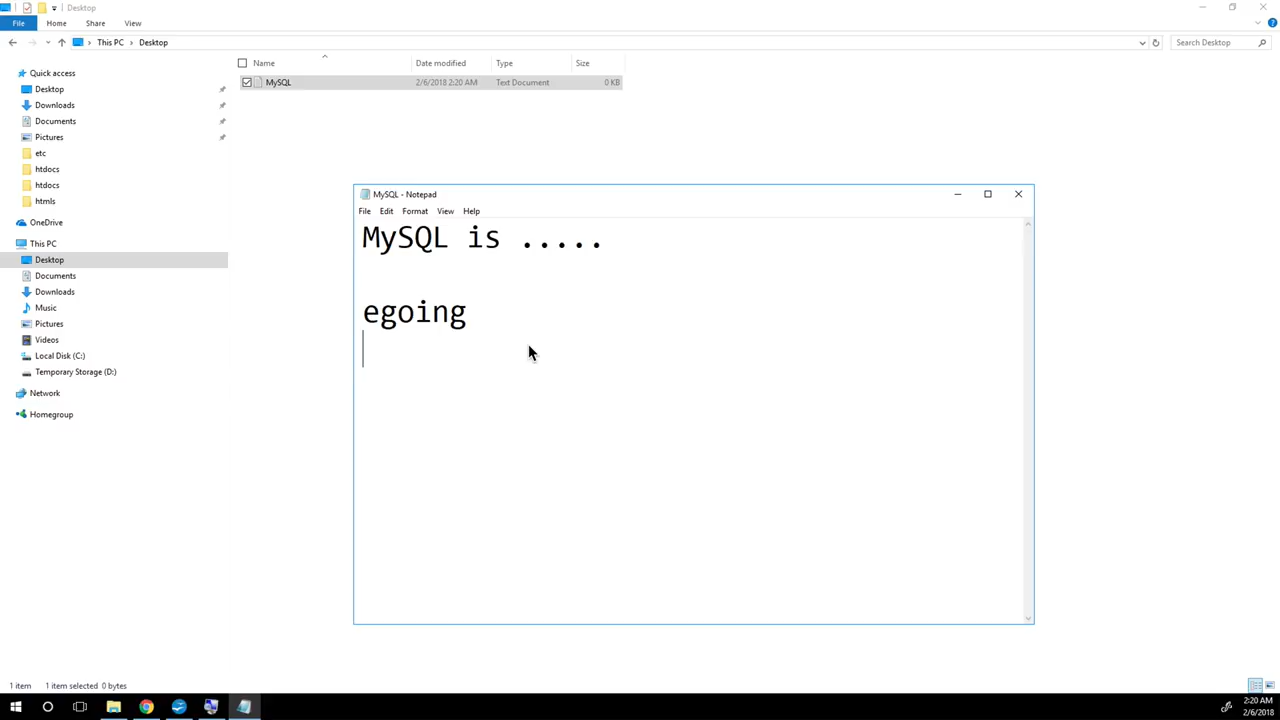 Desktop
File Home Share View
This PC Desktop Search Desktop
Name Date modified Type Size
MySQL 2/6/2018 2:20 AM Text Document 0 KB
Quick access
Desktop
Downloads
Documents
Pictures
etc
htdocs
htdocs
htmls
OneDrive
This PC
Desktop
Documents
Downloads
Music
Pictures
Videos
Local Disk (C:)
Temporary Storage (D:)
Network
Homegroup
MySQL - Notepad
File Edit Format View Help
MySQL is .....
egoing
1 item 1 item selected 0 bytes
2:20 AM
2/6/2018